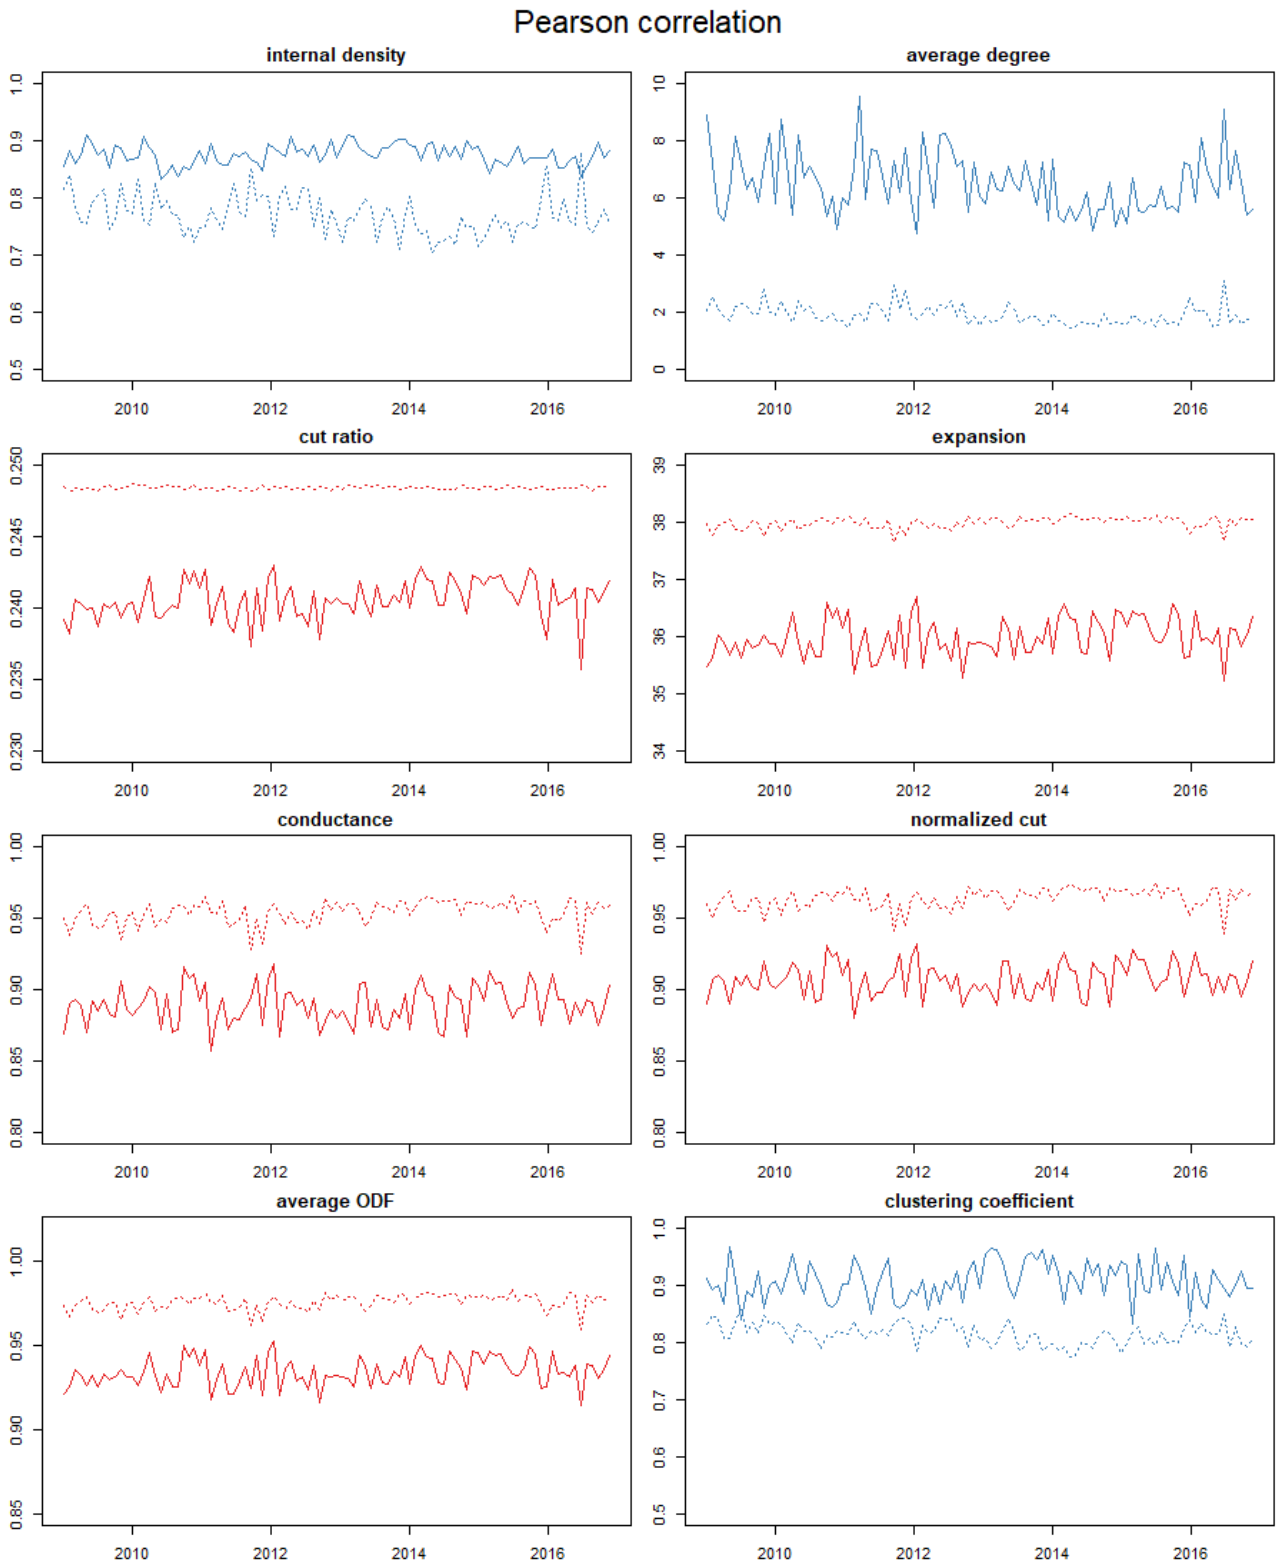 Pearson correlation
internal density
1.0
0.9
0.8
0.7
0.6
0.5
2010 2012 2014 2016
average degree
10
8
6
4
2
0
2010 2012 2014 2016
cut ratio
0.250
0.245
0.240
0.235
0.230
2010 2012 2014 2016
expansion
39
38
37
36
35
34
2010 2012 2014 2016
conductance
1.00
0.95
0.90
0.85
0.80
2010 2012 2014 2016
normalized cut
1.00
0.95
0.90
0.85
0.80
2010 2012 2014 2016
average ODF
1.00
0.95
0.90
0.85
2010 2012 2014 2016
clustering coefficient
1.0
0.9
0.8
0.7
0.6
0.5
2010 2012 2014 2016